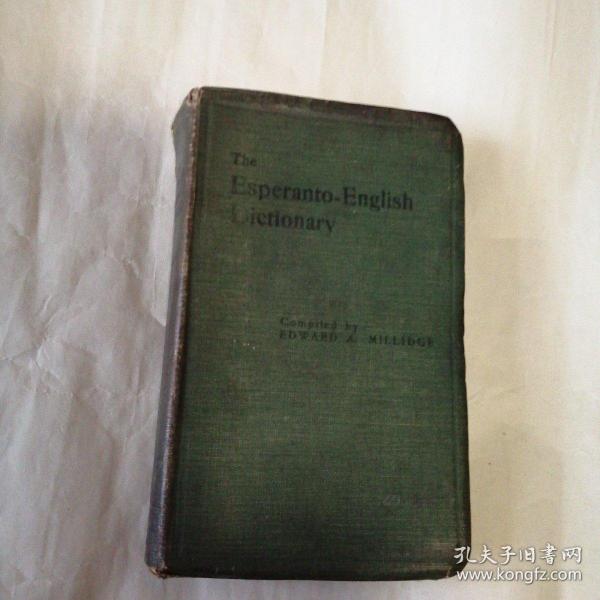 The
Esperanto-English
Dictionary
Compiled by
EDWARD A. MILLIDGE
孔夫子旧书网
www.kongfz.com